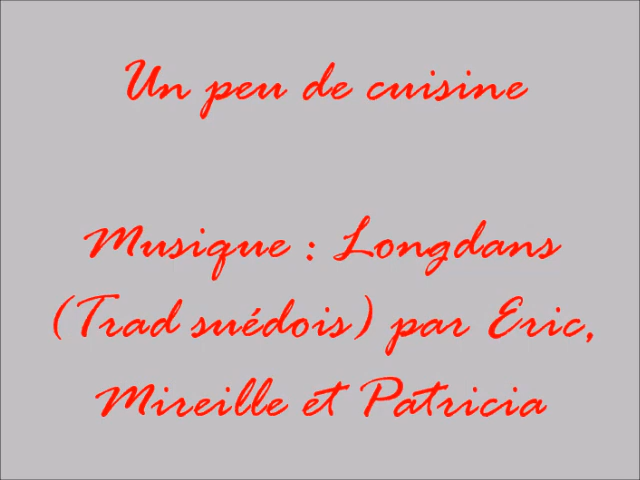 Un peu de cuisine
Musique : Longdans
(Trad suédois) par Eric,
Mireille et Patricia